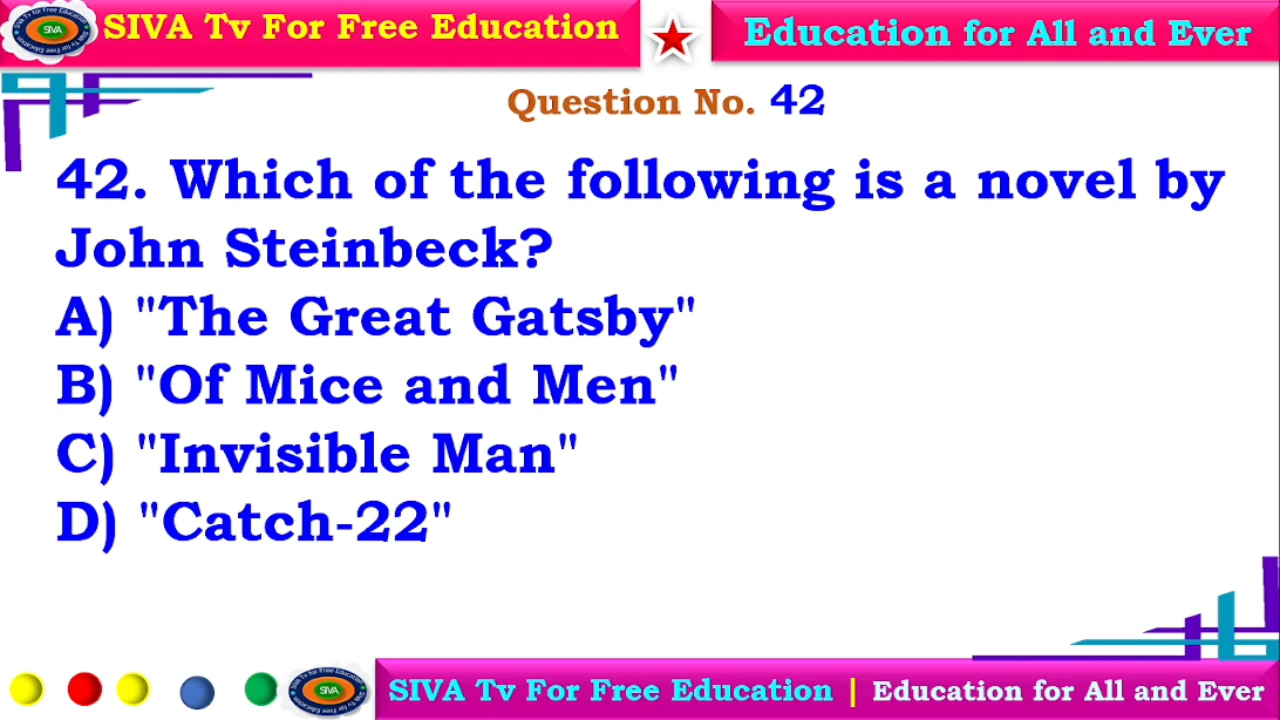 SIVA Tv For Free Education
Education for All and Ever
SIVA
Question No. 42
42. Which of the following is a novel by
John Steinbeck?
A) "The Great Gatsby"
B) "Of Mice and Men"
C) "Invisible Man"
D) "Catch-22"
SIVA
SIVA Tv For Free Education | Education for All and Ever